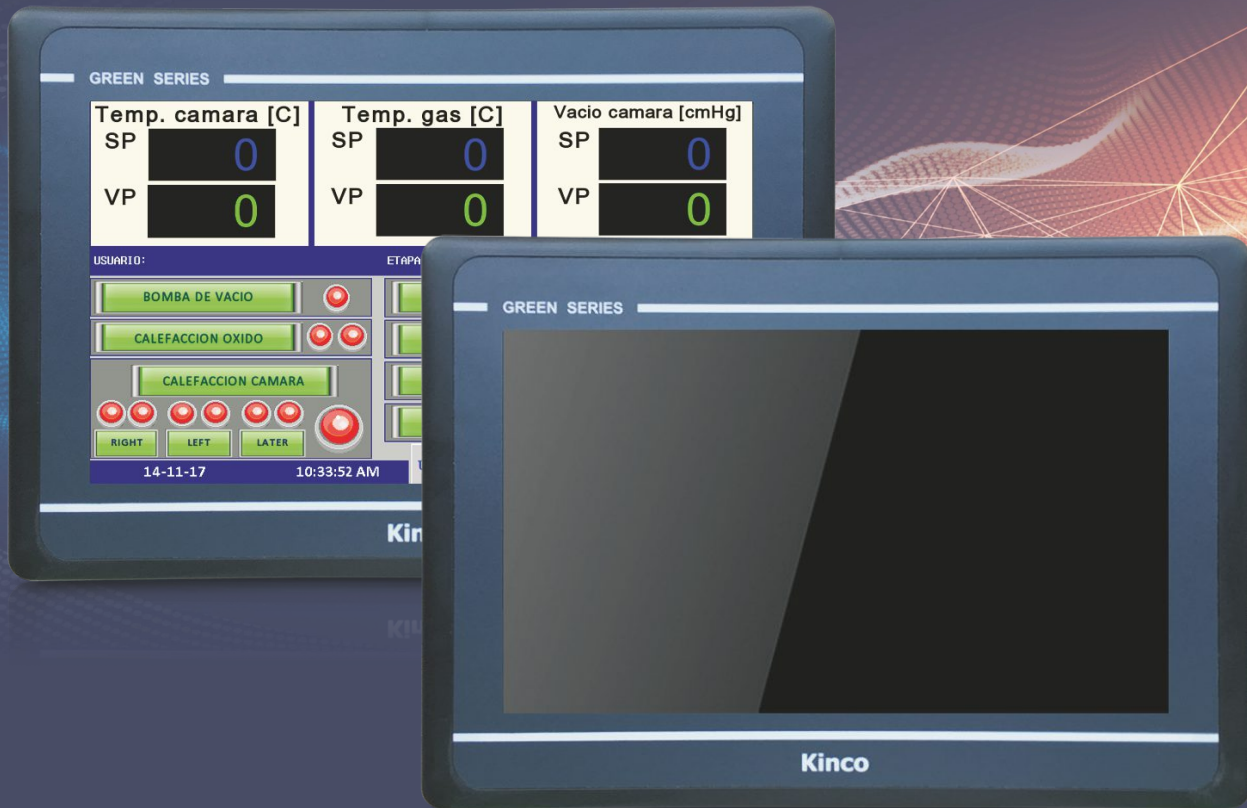 GREEN SERIES
Temp. camara [C]
Temp. gas [C]
Vacio camara [cmHg]
SP
0
SP
0
SP
0
VP
0
VP
0
VP
0
USUARIO:
ETAPA
BOMBA DE VACIO
CALEFACCION OXIDO
CALEFACCION CAMARA
RIGHT
LEFT
LATER
14-11-17
10:33:52 AM
Kin
GREEN SERIES
Kinco